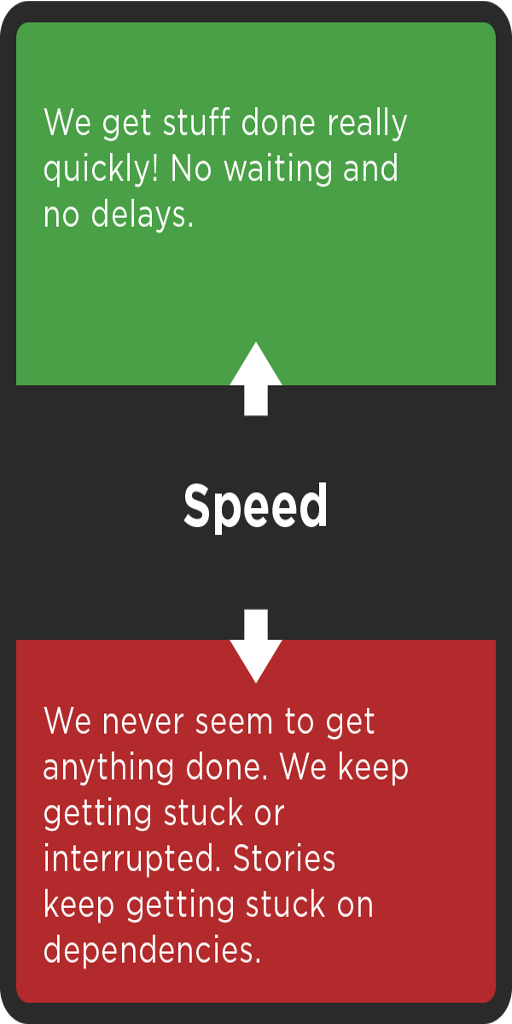 We get stuff done really
quickly! No waiting and
no delays.
Speed
We never seem to get
anything done. We keep
getting stuck or
interrupted. Stories
keep getting stuck on
dependencies.